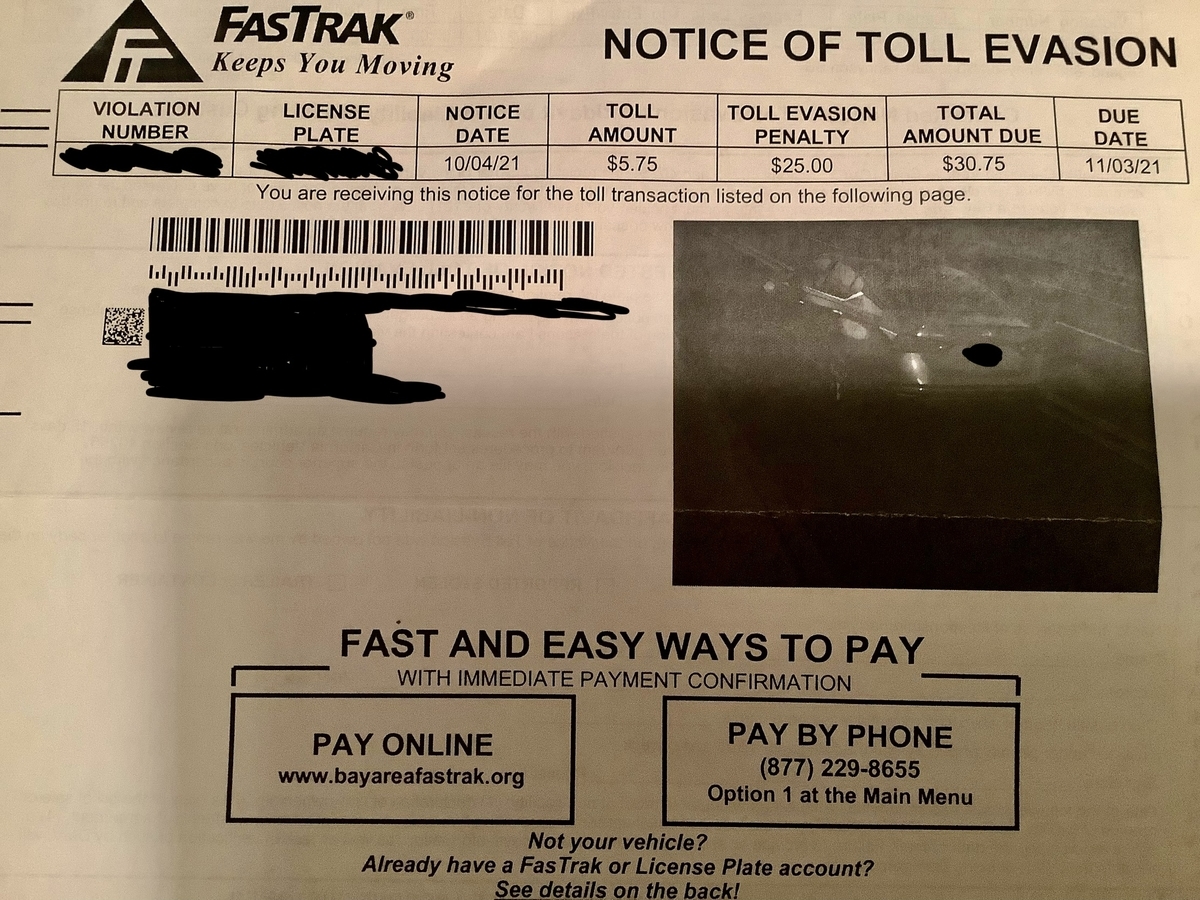 FASTRAK®
Keeps You Moving
NOTICE OF TOLL EVASION
VIOLATION NUMBER LICENSE PLATE NOTICE DATE TOLL AMOUNT TOLL EVASION PENALTY TOTAL AMOUNT DUE DUE DATE
10/04/21 $5.75 $25.00 $30.75 11/03/21
You are receiving this notice for the toll transaction listed on the following page.
FAST AND EASY WAYS TO PAY
WITH IMMEDIATE PAYMENT CONFIRMATION
PAY ONLINE
www.bayareafastrak.org
PAY BY PHONE
(877) 229-8655
Option 1 at the Main Menu
Not your vehicle?
Already have a FasTrak or License Plate account?
See details on the back!